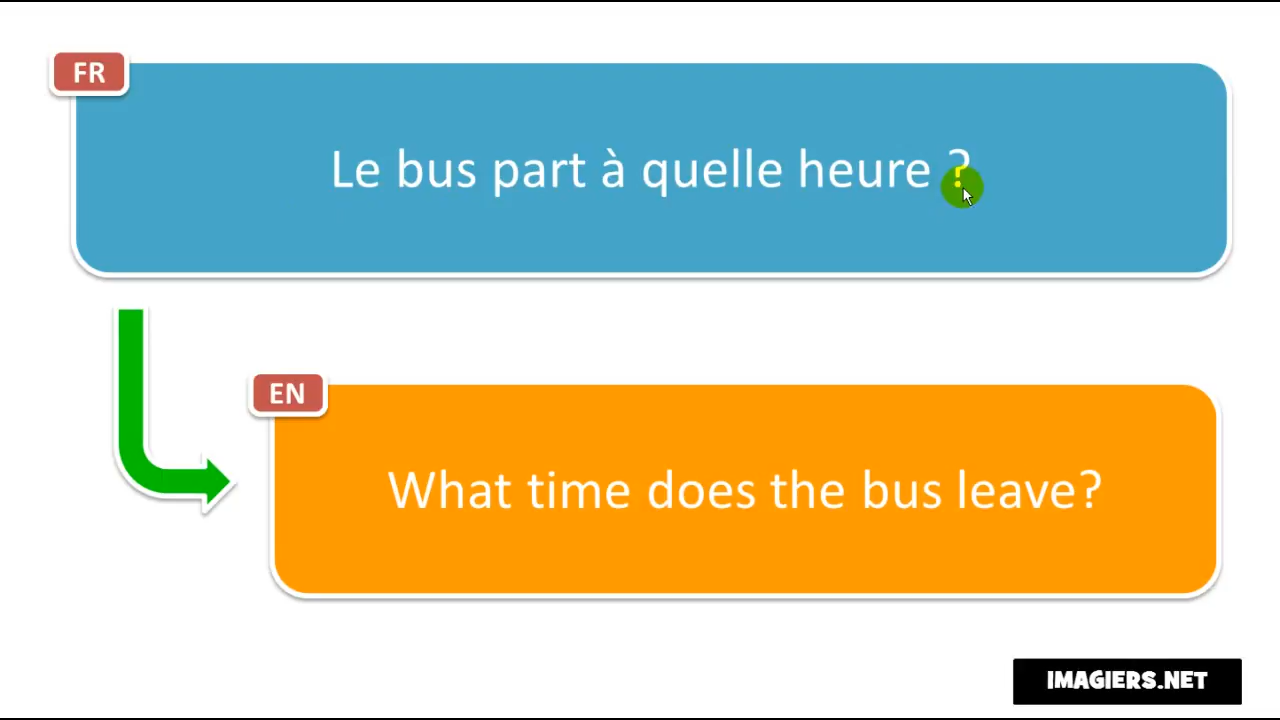 FR
Le bus part à quelle heure ?
EN
What time does the bus leave?
IMAGIERS.NET